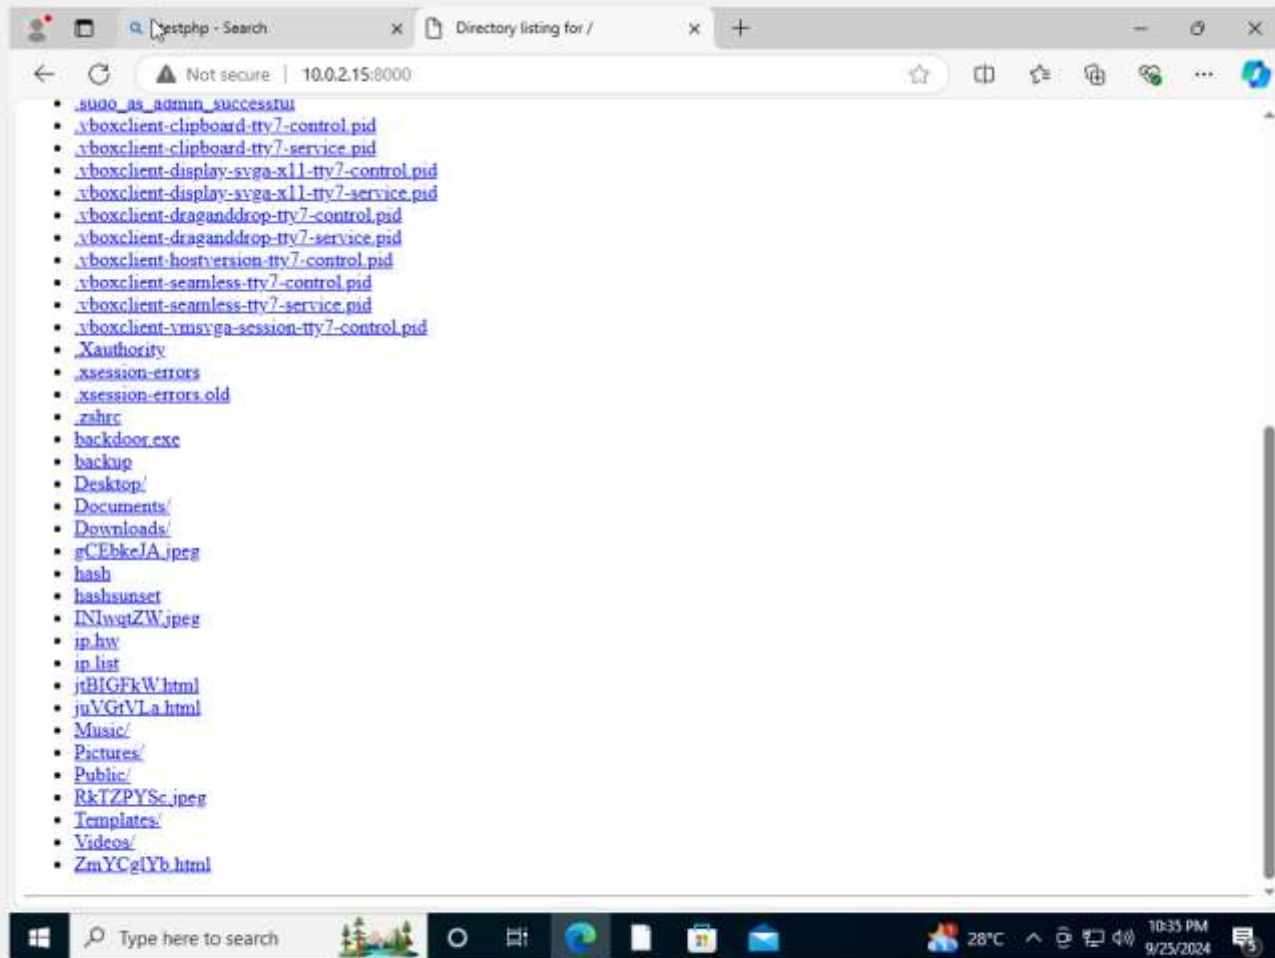 testphp - Search
Directory listing for /
Not secure | 10.0.2.15:8000
.sudo_as_admin_successful
.vboxclient-clipboard-tty7-control.pid
.vboxclient-clipboard-tty7-service.pid
.vboxclient-display-svga-x11-tty7-control.pid
.vboxclient-display-svga-x11-tty7-service.pid
.vboxclient-draganddrop-tty7-control.pid
.vboxclient-draganddrop-tty7-service.pid
.vboxclient-hostversion-tty7-control.pid
.vboxclient-seamless-tty7-control.pid
.vboxclient-seamless-tty7-service.pid
.vboxclient-vmsvga-session-tty7-control.pid
.Xauthority
.xsession-errors
.xsession-errors.old
.zshrc
backdoor.exe
backup
Desktop/
Documents/
Downloads/
gCEbkeJA.jpeg
hash
hashsunset
INIwqtZW.jpeg
ip.hw
ip.list
jtBIGFkW.html
juVGtVLa.html
Music/
Pictures/
Public/
RkTZPYSc.jpeg
Templates/
Videos/
ZmYCglYb.html
Type here to search
28°C
10:35 PM
9/25/2024
5